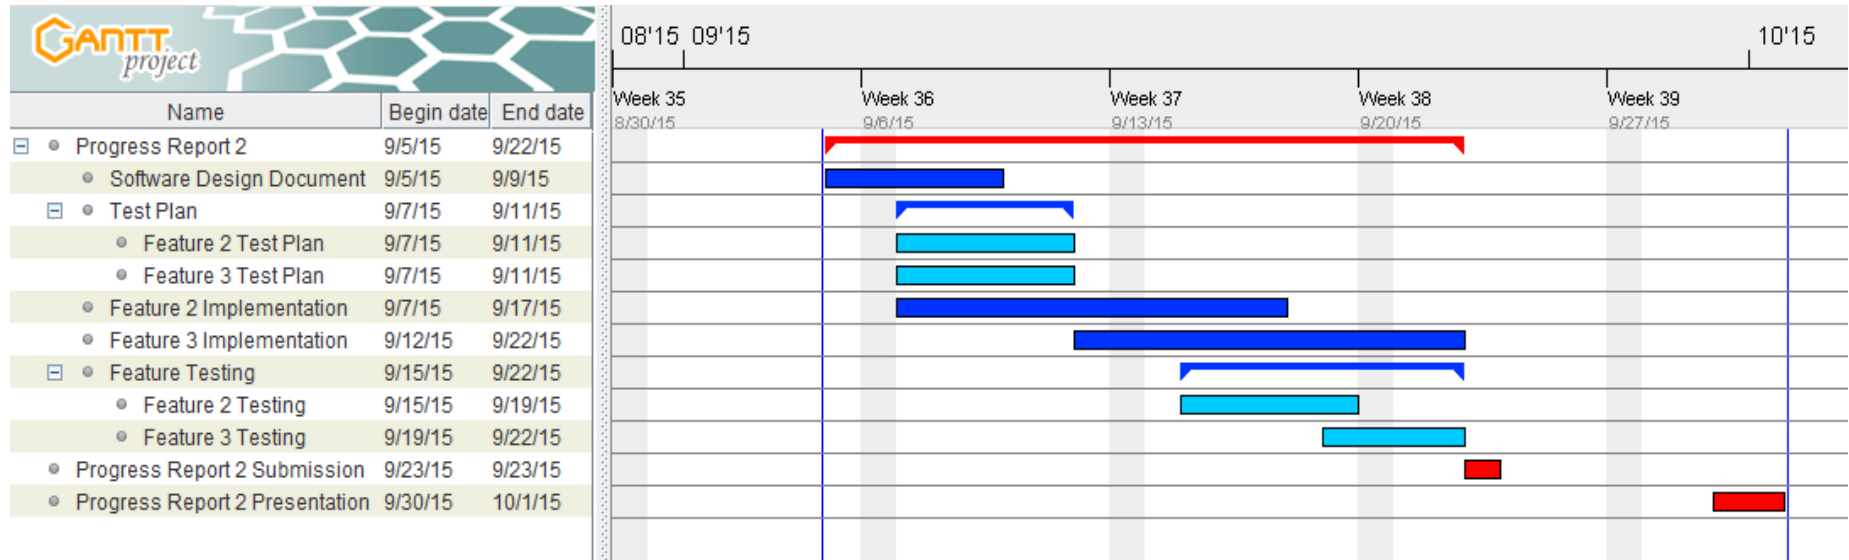 GANTT
project
08'15 09'15 10'15
Week 35 Week 36 Week 37 Week 38 Week 39
8/30/15 9/6/15 9/13/15 9/20/15 9/27/15
Name Begin date End date
Progress Report 2 9/5/15 9/22/15
Software Design Document 9/5/15 9/9/15
Test Plan 9/7/15 9/11/15
Feature 2 Test Plan 9/7/15 9/11/15
Feature 3 Test Plan 9/7/15 9/11/15
Feature 2 Implementation 9/7/15 9/17/15
Feature 3 Implementation 9/12/15 9/22/15
Feature Testing 9/15/15 9/22/15
Feature 2 Testing 9/15/15 9/19/15
Feature 3 Testing 9/19/15 9/22/15
Progress Report 2 Submission 9/23/15 9/23/15
Progress Report 2 Presentation 9/30/15 10/1/15